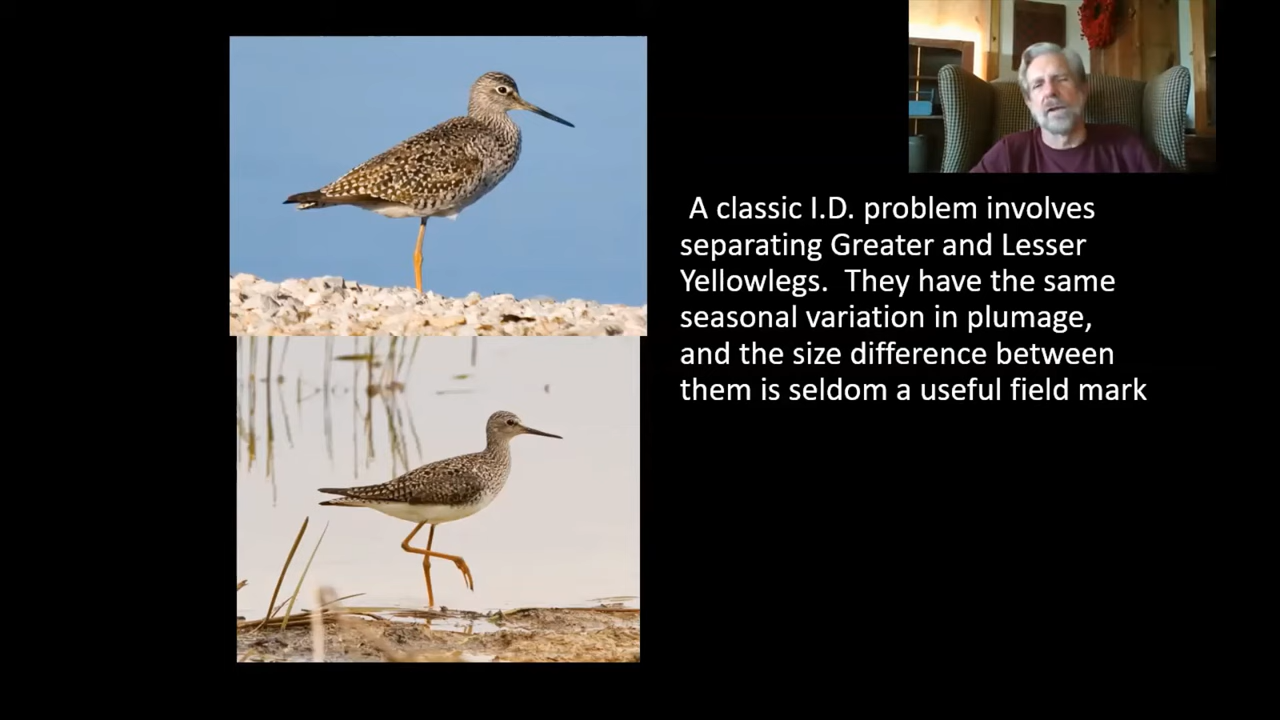 A classic I.D. problem involves
separating Greater and Lesser
Yellowlegs.  They have the same
seasonal variation in plumage,
and the size difference between
them is seldom a useful field mark